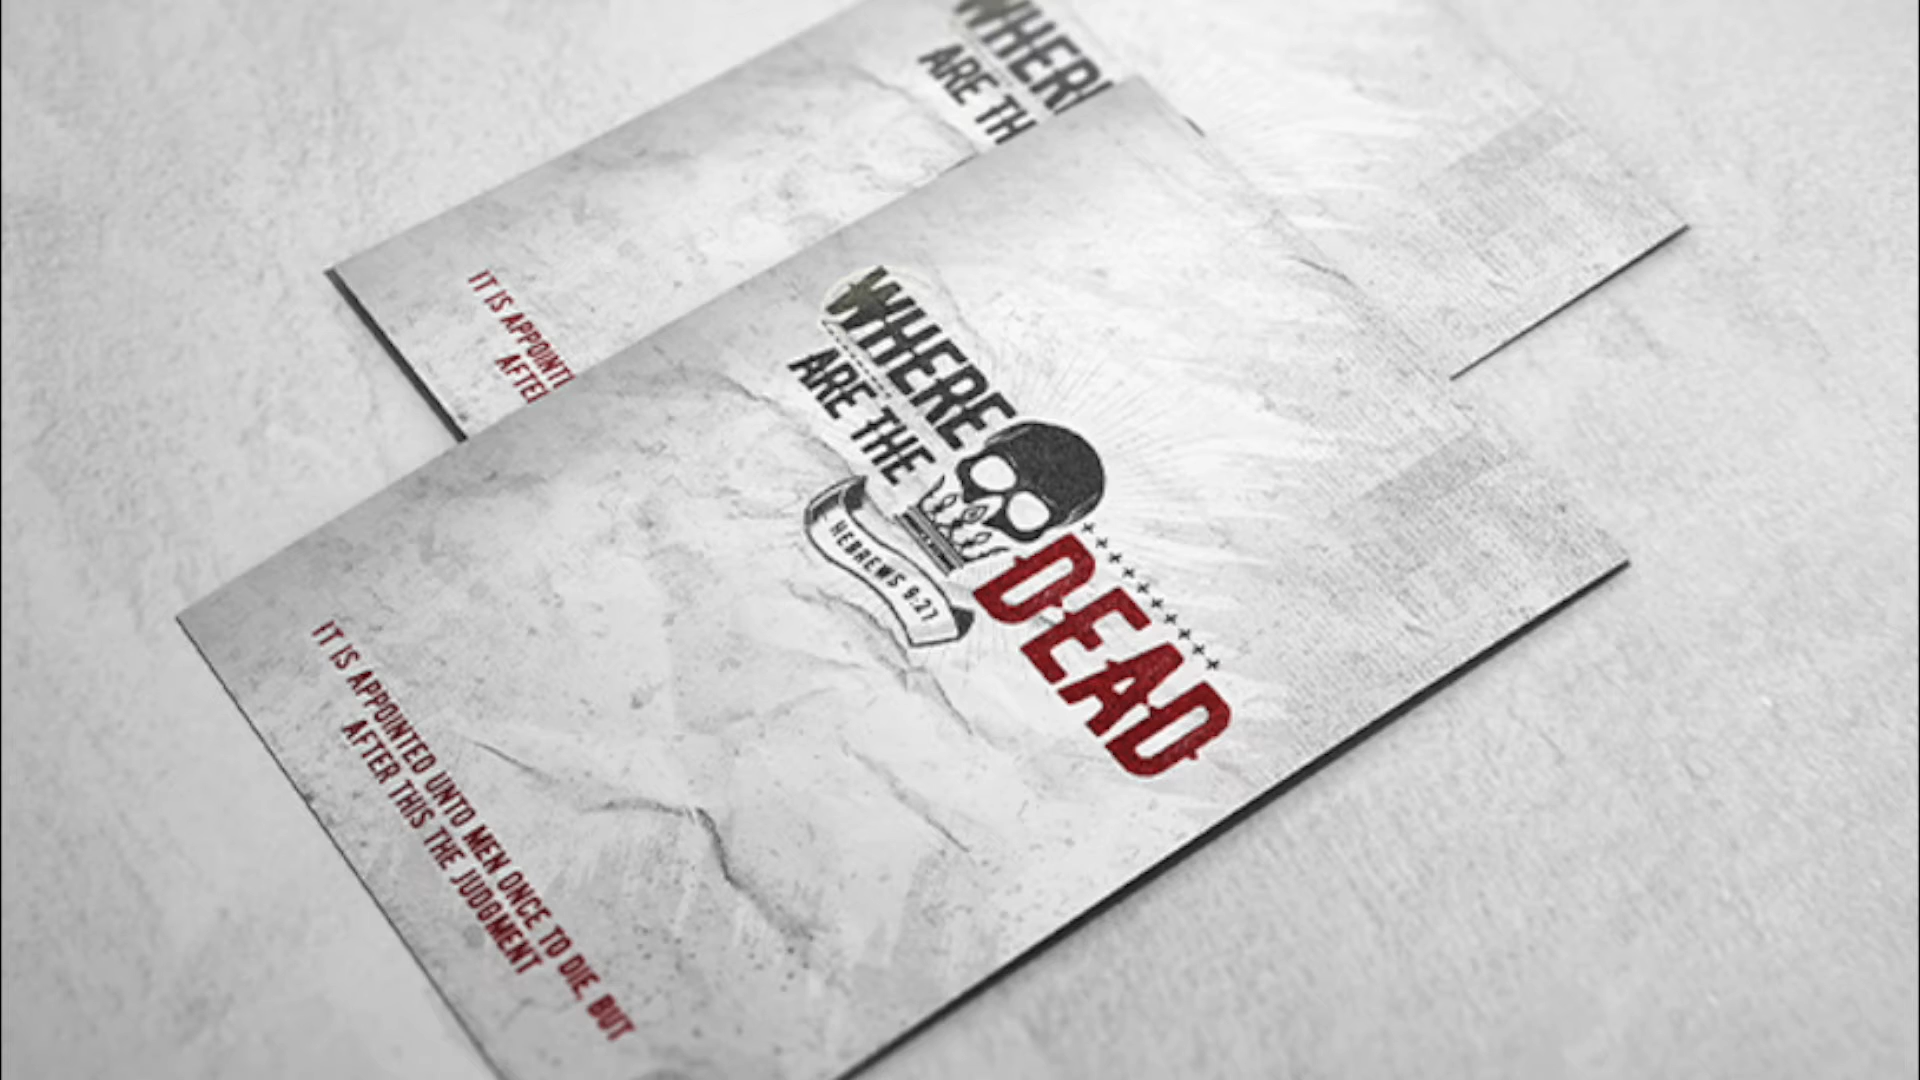 WHERE
ARE TH
IT IS APPOINT
AFTE
WHERE
ARE THE
HEBREWS 9:27
DEAD
IT IS APPOINTED UNTO MEN ONCE TO DIE, BUT
AFTER THIS THE JUDGMENT